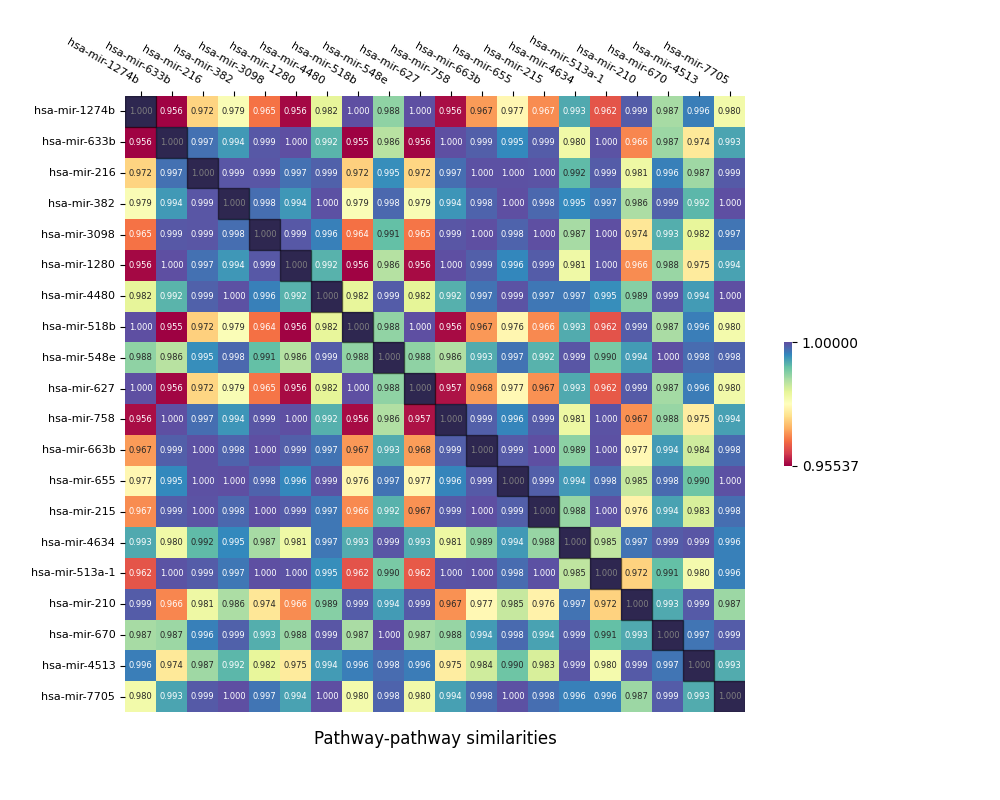 hsa-mir-1274b hsa-mir-633b hsa-mir-216 hsa-mir-382 hsa-mir-3098 hsa-mir-1280 hsa-mir-4480 hsa-mir-518b hsa-mir-548e hsa-mir-627 hsa-mir-758 hsa-mir-663b hsa-mir-655 hsa-mir-215 hsa-mir-4634 hsa-mir-513a-1 hsa-mir-210 hsa-mir-670 hsa-mir-4513 hsa-mir-7705
hsa-mir-1274b 1.000 0.956 0.972 0.979 0.965 0.956 0.982 1.000 0.988 1.000 0.956 0.967 0.977 0.967 0.993 0.962 0.999 0.987 0.996 0.980
hsa-mir-633b 0.956 1.000 0.997 0.994 0.999 1.000 0.992 0.955 0.986 0.956 1.000 0.999 0.995 0.999 0.980 1.000 0.966 0.987 0.974 0.993
hsa-mir-216 0.972 0.997 1.000 0.999 0.999 0.997 0.999 0.972 0.995 0.972 0.997 1.000 1.000 1.000 0.992 0.999 0.981 0.996 0.987 0.999
hsa-mir-382 0.979 0.994 0.999 1.000 0.998 0.994 1.000 0.979 0.998 0.979 0.994 0.998 1.000 0.998 0.995 0.997 0.986 0.999 0.992 1.000
hsa-mir-3098 0.965 0.999 0.999 0.998 1.000 0.999 0.996 0.964 0.991 0.965 0.999 1.000 0.998 1.000 0.987 1.000 0.974 0.993 0.982 0.997
hsa-mir-1280 0.956 1.000 0.997 0.994 0.999 1.000 0.992 0.956 0.986 0.956 1.000 0.999 0.996 0.999 0.981 1.000 0.966 0.988 0.975 0.994
hsa-mir-4480 0.982 0.992 0.999 1.000 0.996 0.992 1.000 0.982 0.999 0.982 0.992 0.997 0.999 0.997 0.997 0.995 0.989 0.999 0.994 1.000
hsa-mir-518b 1.000 0.955 0.972 0.979 0.964 0.956 0.982 1.000 0.988 1.000 0.956 0.967 0.976 0.966 0.993 0.962 0.999 0.987 0.996 0.980
hsa-mir-548e 0.988 0.986 0.995 0.998 0.991 0.986 0.999 0.988 1.000 0.988 0.986 0.993 0.997 0.992 0.999 0.990 0.994 1.000 0.998 0.998
hsa-mir-627 1.000 0.956 0.972 0.979 0.965 0.956 0.982 1.000 0.988 1.000 0.957 0.968 0.977 0.967 0.993 0.962 0.999 0.987 0.996 0.980
hsa-mir-758 0.956 1.000 0.997 0.994 0.999 1.000 0.992 0.956 0.986 0.957 1.000 0.999 0.996 0.999 0.981 1.000 0.967 0.988 0.975 0.994
hsa-mir-663b 0.967 0.999 1.000 0.998 1.000 0.999 0.997 0.967 0.993 0.968 0.999 1.000 0.999 1.000 0.989 1.000 0.977 0.994 0.984 0.998
hsa-mir-655 0.977 0.995 1.000 1.000 0.998 0.996 0.999 0.976 0.997 0.977 0.996 0.999 1.000 0.999 0.994 0.998 0.985 0.998 0.990 1.000
hsa-mir-215 0.967 0.999 1.000 0.998 1.000 0.999 0.997 0.966 0.992 0.967 0.999 1.000 0.999 1.000 0.988 1.000 0.976 0.994 0.983 0.998
hsa-mir-4634 0.993 0.980 0.992 0.995 0.987 0.981 0.997 0.993 0.999 0.993 0.981 0.989 0.994 0.988 1.000 0.985 0.997 0.999 0.999 0.996
hsa-mir-513a-1 0.962 1.000 0.999 0.997 1.000 1.000 0.995 0.962 0.990 0.962 1.000 1.000 0.998 1.000 0.985 1.000 0.972 0.991 0.980 0.996
hsa-mir-210 0.999 0.966 0.981 0.986 0.974 0.966 0.989 0.999 0.994 0.999 0.967 0.977 0.985 0.976 0.997 0.972 1.000 0.993 0.999 0.987
hsa-mir-670 0.987 0.987 0.996 0.999 0.993 0.988 0.999 0.987 1.000 0.987 0.988 0.994 0.998 0.994 0.999 0.991 0.993 1.000 0.997 0.999
hsa-mir-4513 0.996 0.974 0.987 0.992 0.982 0.975 0.994 0.996 0.998 0.996 0.975 0.984 0.990 0.983 0.999 0.980 0.999 0.997 1.000 0.993
hsa-mir-7705 0.980 0.993 0.999 1.000 0.997 0.994 1.000 0.980 0.998 0.980 0.994 0.998 1.000 0.998 0.996 0.996 0.987 0.999 0.993 1.000
1.00000
0.95537
Pathway-pathway similarities